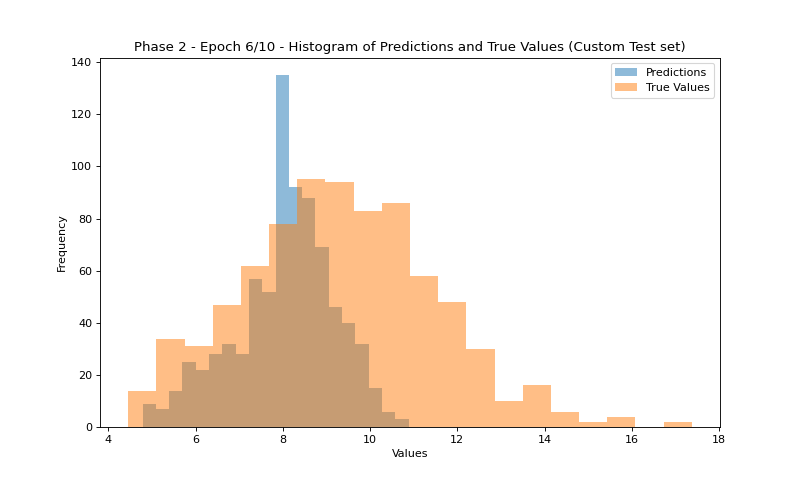 Phase 2 - Epoch 6/10 - Histogram of Predictions and True Values (Custom Test set)
Predictions
True Values
Frequency
140
120
100
80
60
40
20
0
4 6 8 10 12 14 16 18
Values